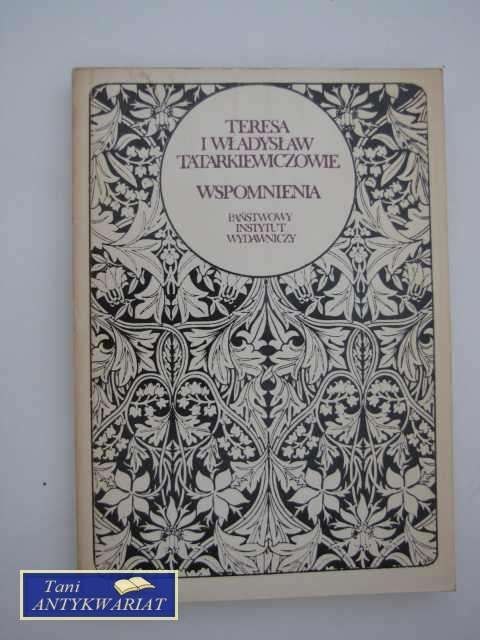 TERESA
I WŁADYSŁAW
TATARKIEWICZOWIE
WSPOMNIENIA
PAŃSTWOWY
INSTYTUT
WYDAWNICZY
Tani
ANTYKWARIAT